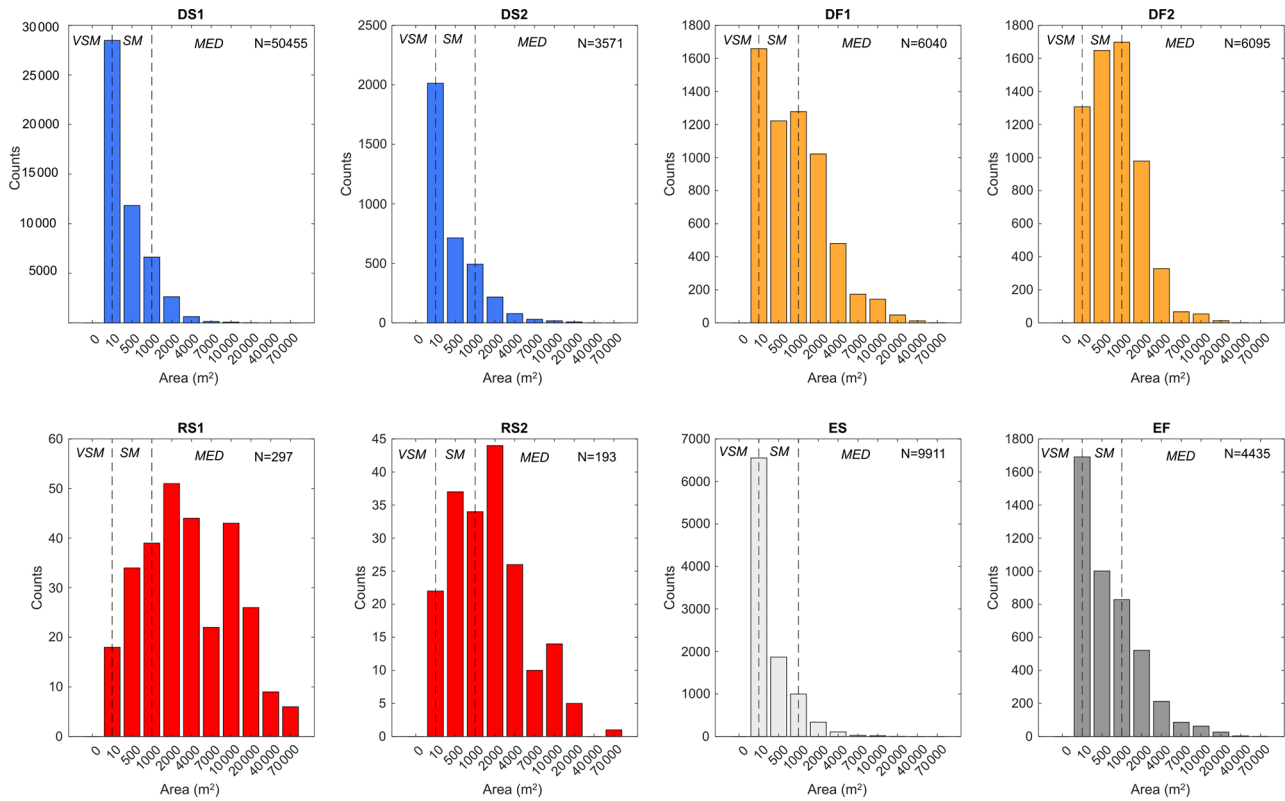 DS1
30000
25000
20000
15000
10000
5000
Counts
VSM SM MED N=50455
0 10 500 1000 2000 4000 7000 10000 20000 40000 70000
Area (m²)
DS2
2500
2000
1500
1000
500
0
Counts
VSM SM MED N=3571
0 10 500 1000 2000 4000 7000 10000 20000 40000 70000
Area (m²)
DF1
1800
1600
1400
1200
1000
800
600
400
200
0
Counts
VSM SM MED N=6040
0 10 500 1000 2000 4000 7000 10000 20000 40000 70000
Area (m²)
DF2
1800
1600
1400
1200
1000
800
600
400
200
0
Counts
VSM SM MED N=6095
0 10 500 1000 2000 4000 7000 10000 20000 40000 70000
Area (m²)
RS1
60
50
40
30
20
10
0
Counts
VSM SM MED N=297
0 10 500 1000 2000 4000 7000 10000 20000 40000 70000
Area (m²)
RS2
45
40
35
30
25
20
15
10
5
0
Counts
VSM SM MED N=193
0 10 500 1000 2000 4000 7000 10000 20000 40000 70000
Area (m²)
ES
7000
6000
5000
4000
3000
2000
1000
0
Counts
VSM SM MED N=9911
0 10 500 1000 2000 4000 7000 10000 20000 40000 70000
Area (m²)
EF
1800
1600
1400
1200
1000
800
600
400
200
0
Counts
VSM SM MED N=4435
0 10 500 1000 2000 4000 7000 10000 20000 40000 70000
Area (m²)